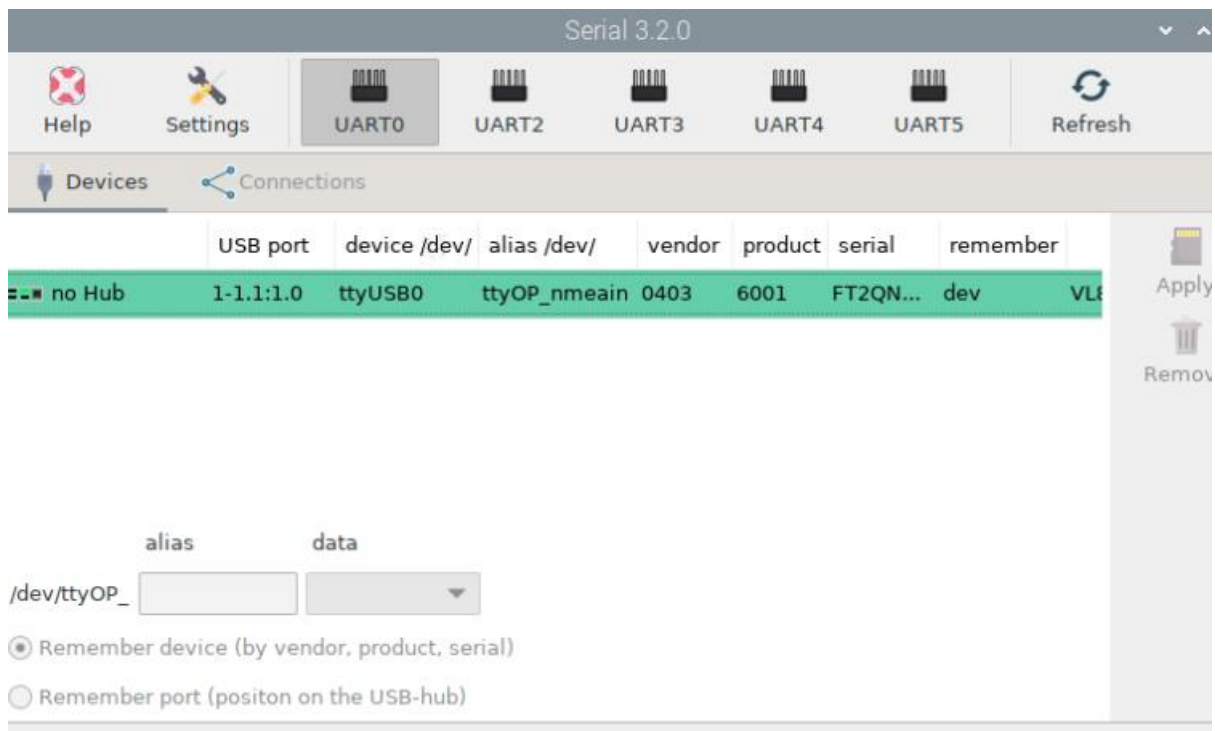 Serial 3.2.0
Help Settings UART0 UART2 UART3 UART4 UART5 Refresh
Devices Connections
USB port device /dev/ alias /dev/ vendor product serial remember
no Hub 1-1.1:1.0 ttyUSB0 ttyOP_nmeain 0403 6001 FT2QN... dev
Apply
Remov
alias data
/dev/ttyOP_
Remember device (by vendor, product, serial)
Remember port (positon on the USB-hub)